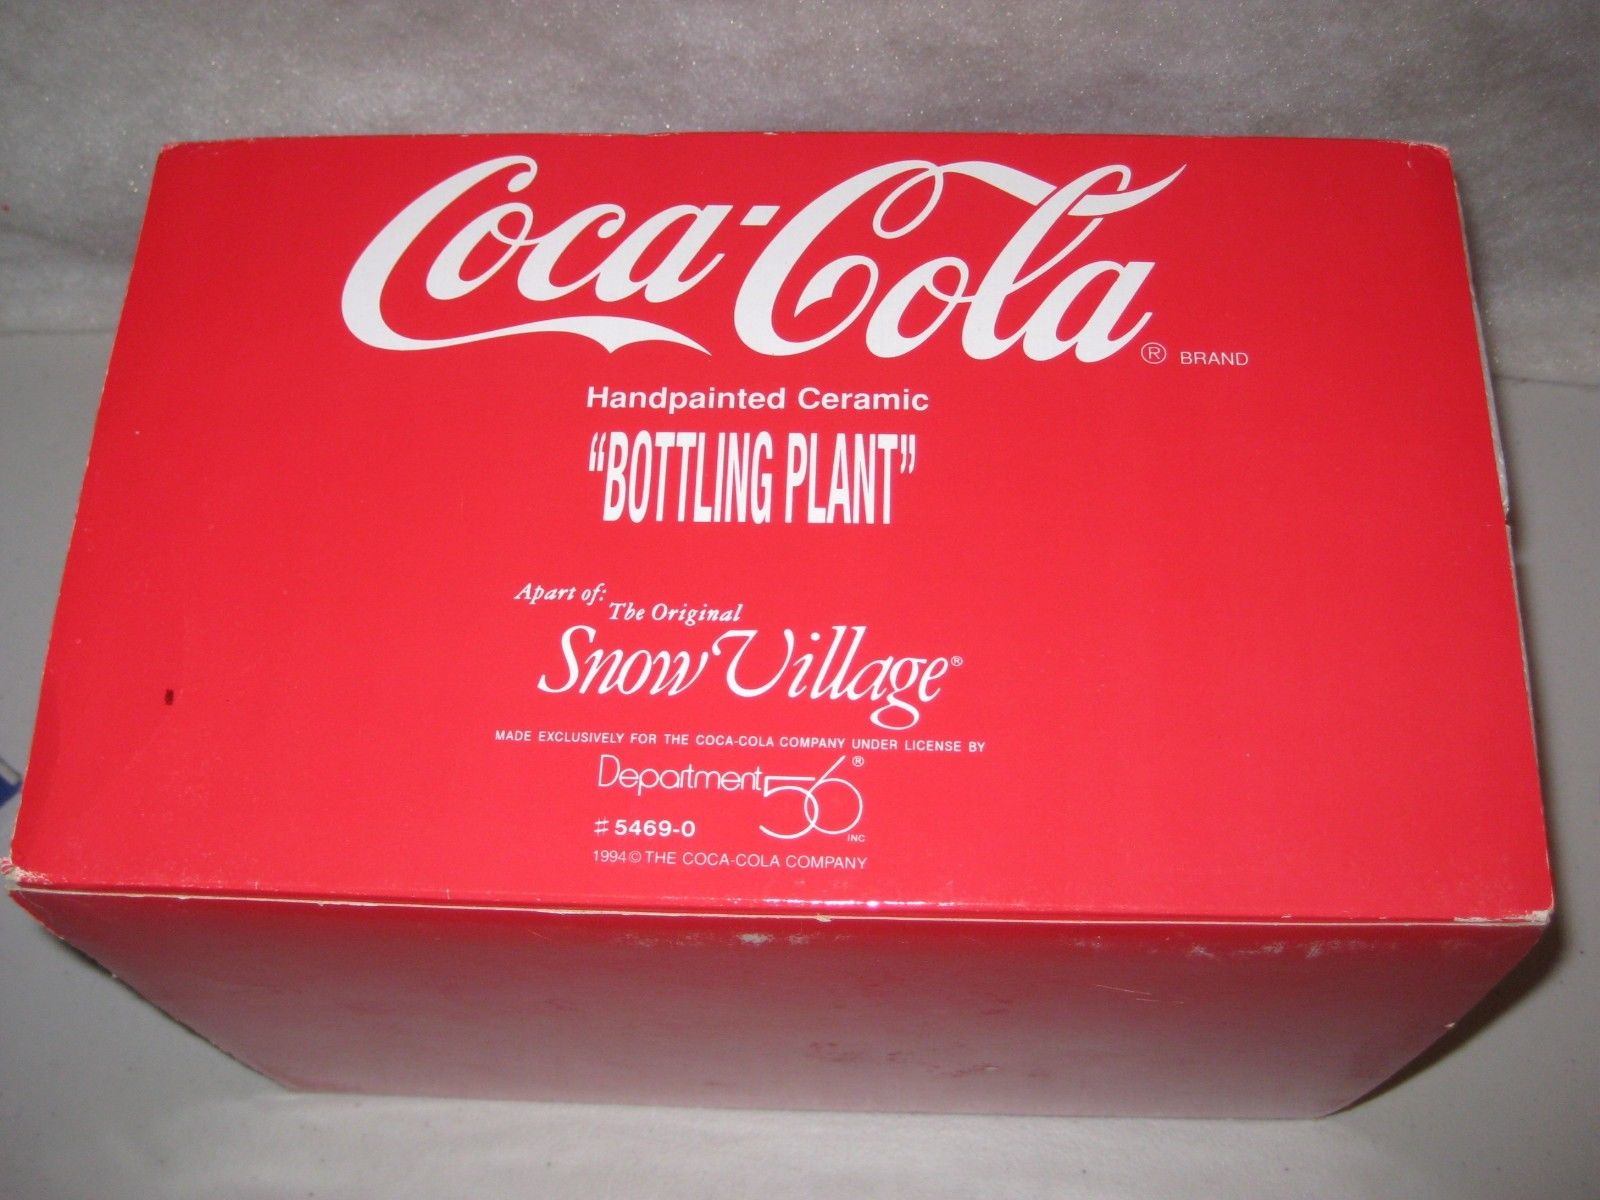 Coca-Cola® BRAND
Handpainted Ceramic
“BOTTLING PLANT”
Apart of:
The Original
Snow Village®
MADE EXCLUSIVELY FOR THE COCA-COLA COMPANY UNDER LICENSE BY
Department 56® INC
#5469-0
1994© THE COCA-COLA COMPANY